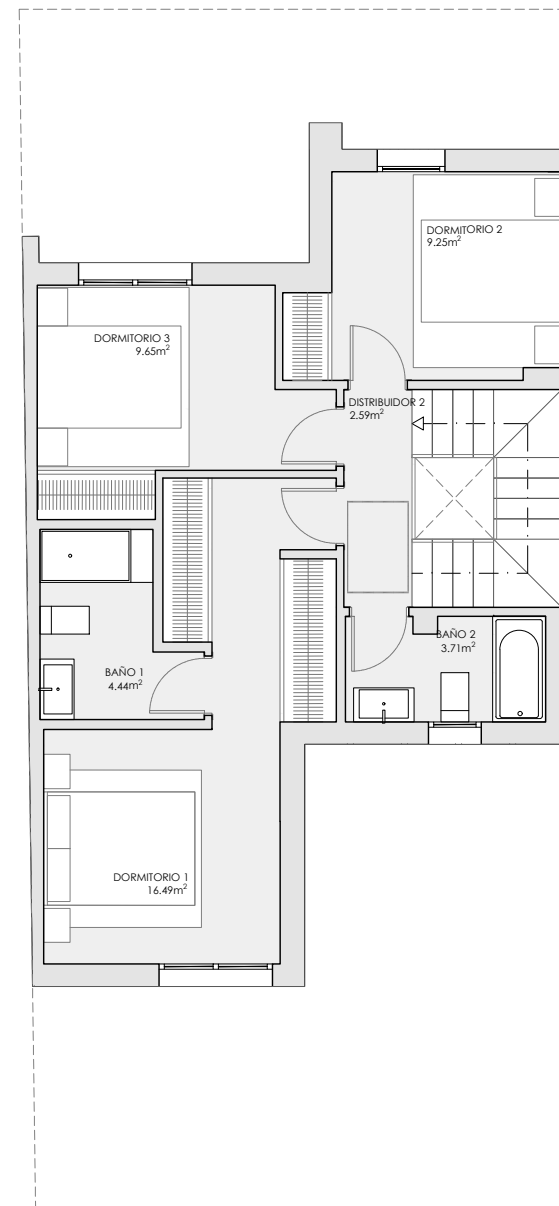 DORMITORIO 2
9.25m²
DORMITORIO 3
9.65m²
DISTRIBUIDOR 2
2.59m²
BAÑO 2
3.71m²
BAÑO 1
4.44m²
DORMITORIO 1
16.49m²